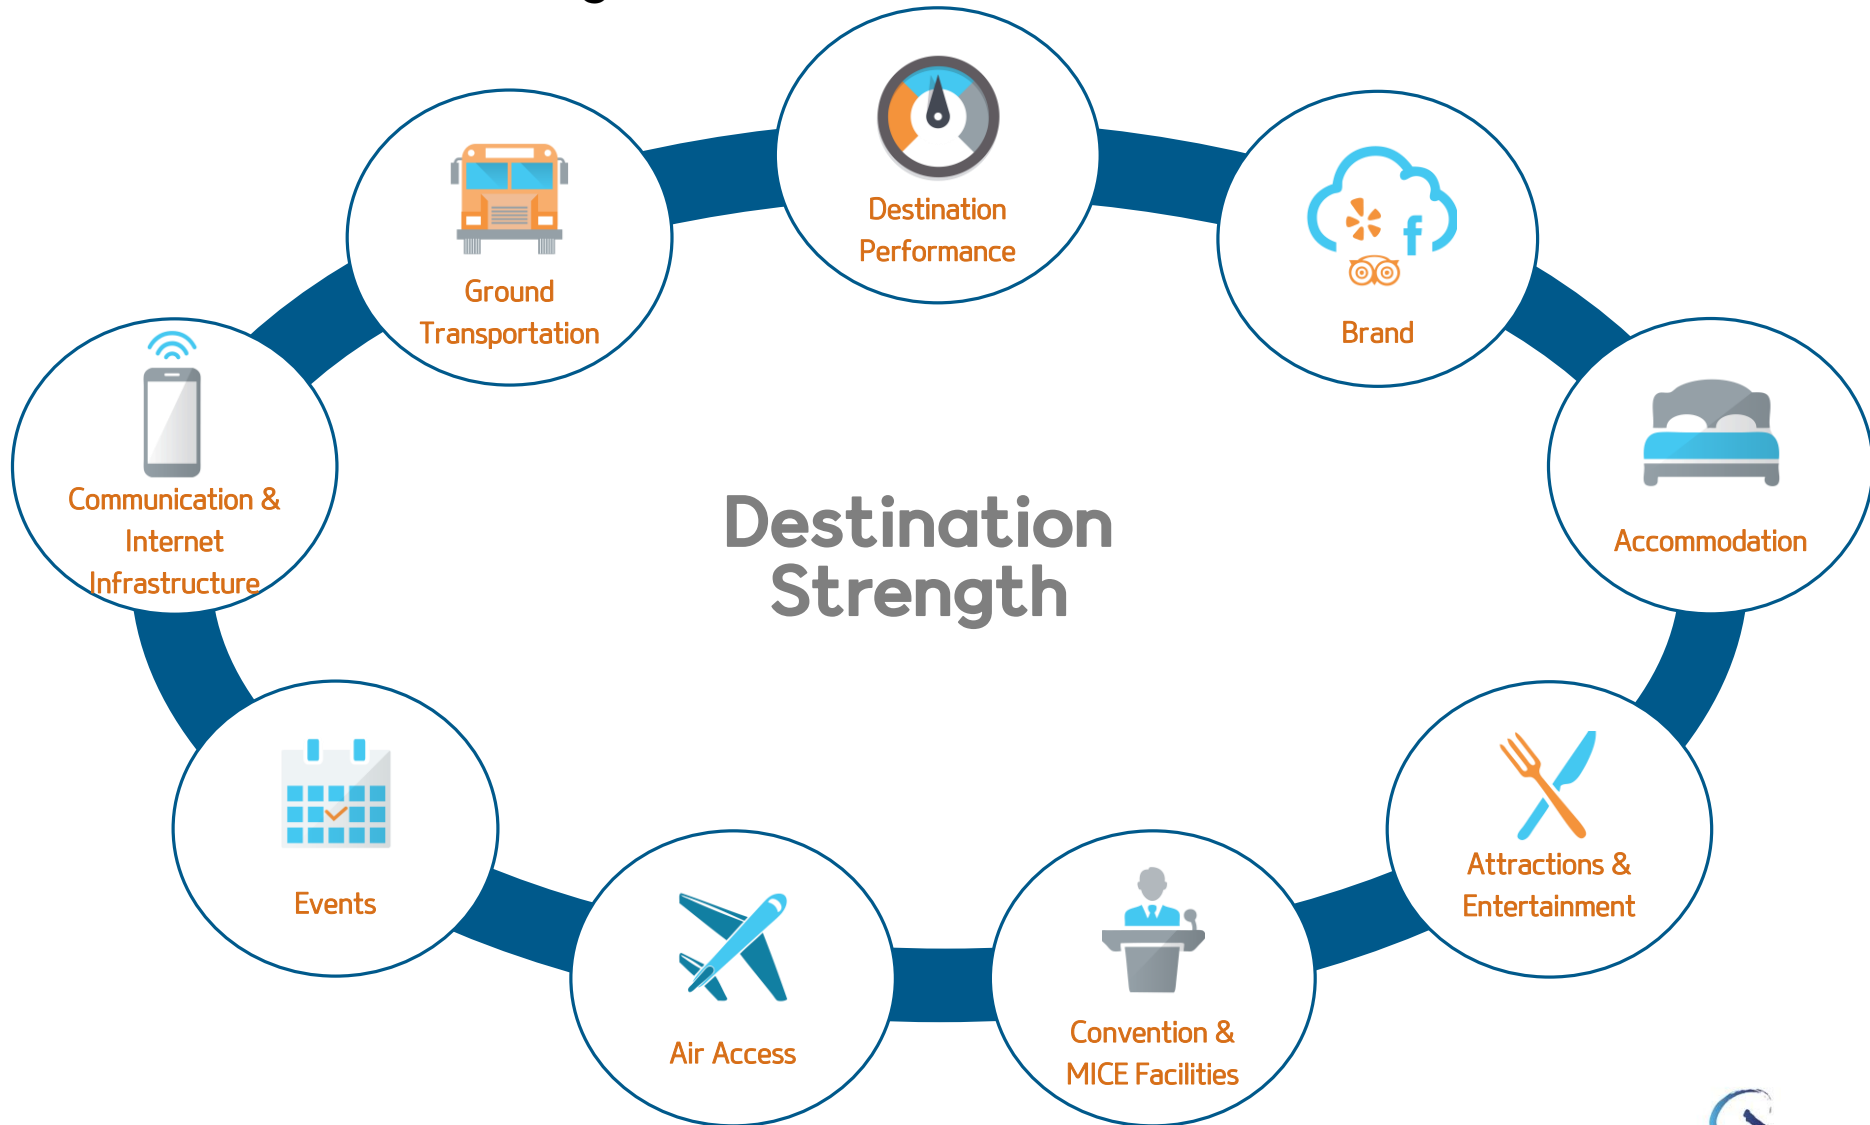 Destination
Performance
Brand
Accommodation
Attractions &
Entertainment
Convention &
MICE Facilities
Air Access
Events
Communication &
Internet
Infrastructure
Ground
Transportation
Destination
Strength